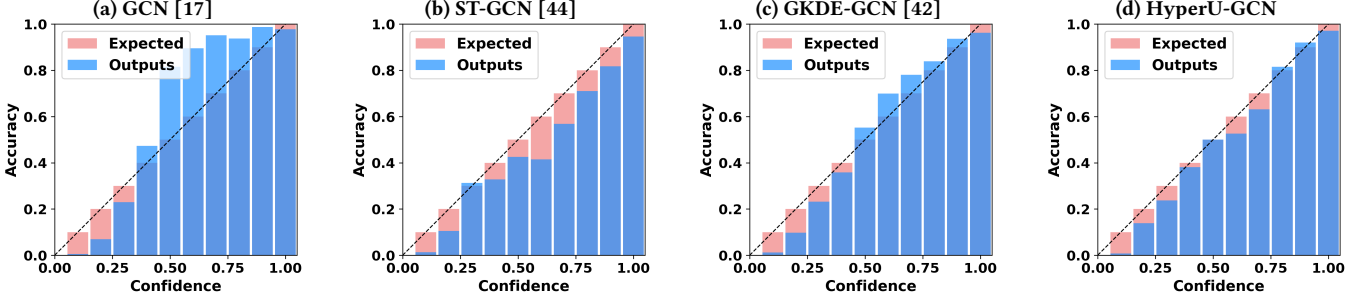 (a) GCN [17]
Expected
Outputs
1.0
0.8
0.6
0.4
0.2
0.0
Accuracy
0.00 0.25 0.50 0.75 1.00
Confidence
(b) ST-GCN [44]
Expected
Outputs
1.0
0.8
0.6
0.4
0.2
0.0
Accuracy
0.00 0.25 0.50 0.75 1.00
Confidence
(c) GKDE-GCN [42]
Expected
Outputs
1.0
0.8
0.6
0.4
0.2
0.0
Accuracy
0.00 0.25 0.50 0.75 1.00
Confidence
(d) HyperU-GCN
Expected
Outputs
1.0
0.8
0.6
0.4
0.2
0.0
Accuracy
0.00 0.25 0.50 0.75 1.00
Confidence